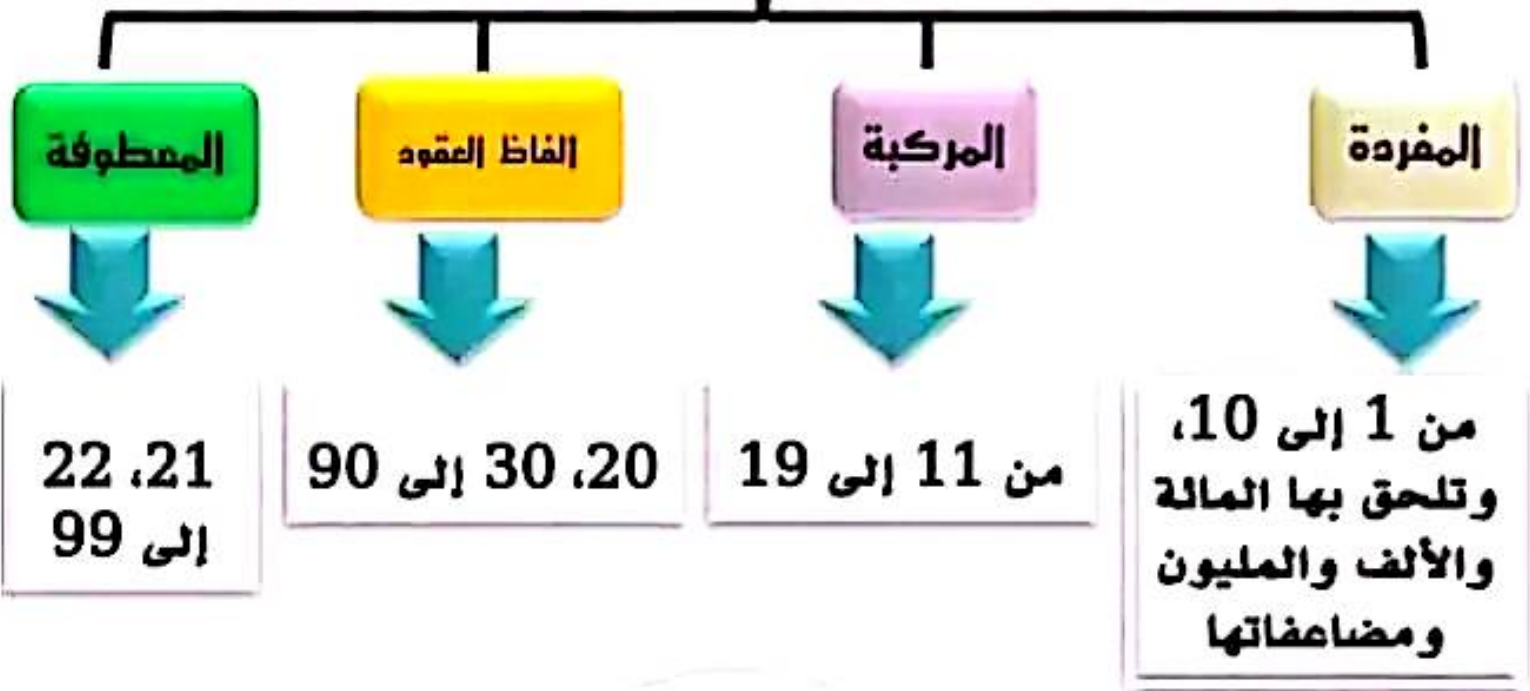 المفردة
المركبة
ألفاظ العقود
المعطوفة
من 1 إلى 10،
وتلحق بها المائة
والألف والمليون
ومضاعفاتها
من 11 إلى 19
20، 30 إلى 90
21، 22
إلى 99